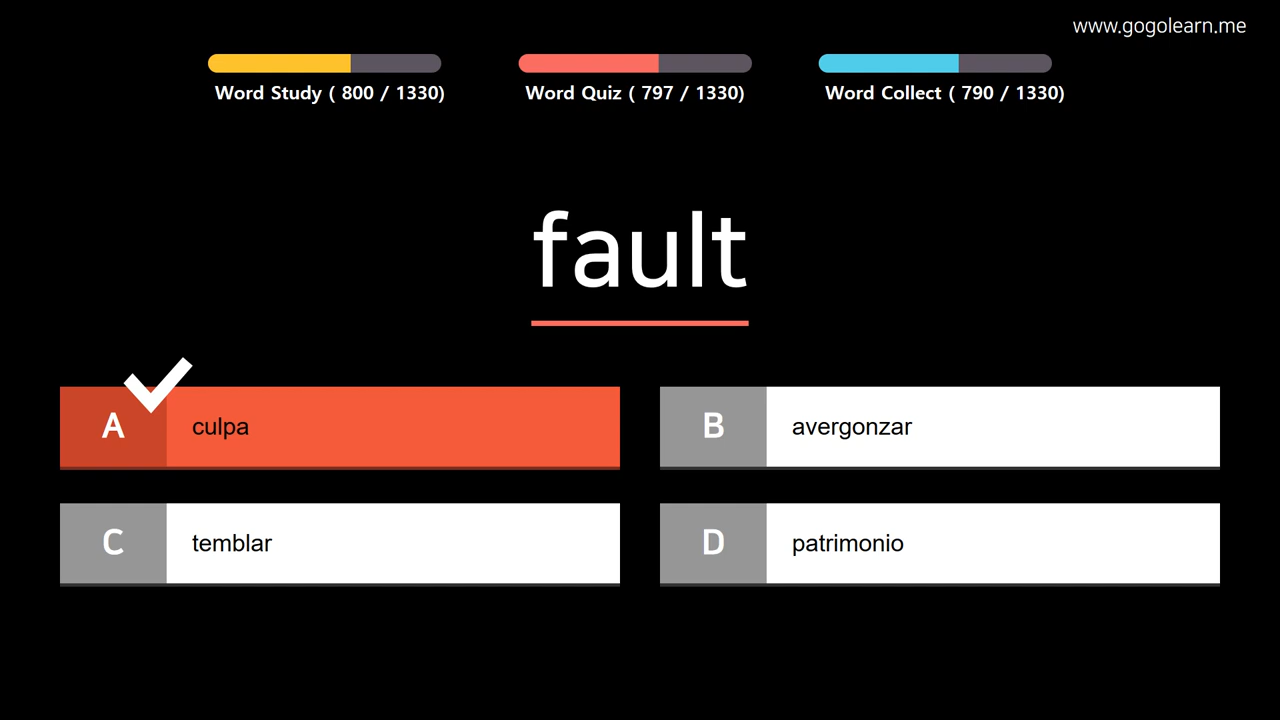 www.gogolearn.me
Word Study ( 800 / 1330)
Word Quiz ( 797 / 1330)
Word Collect ( 790 / 1330)
fault
A culpa
B avergonzar
C temblar
D patrimonio